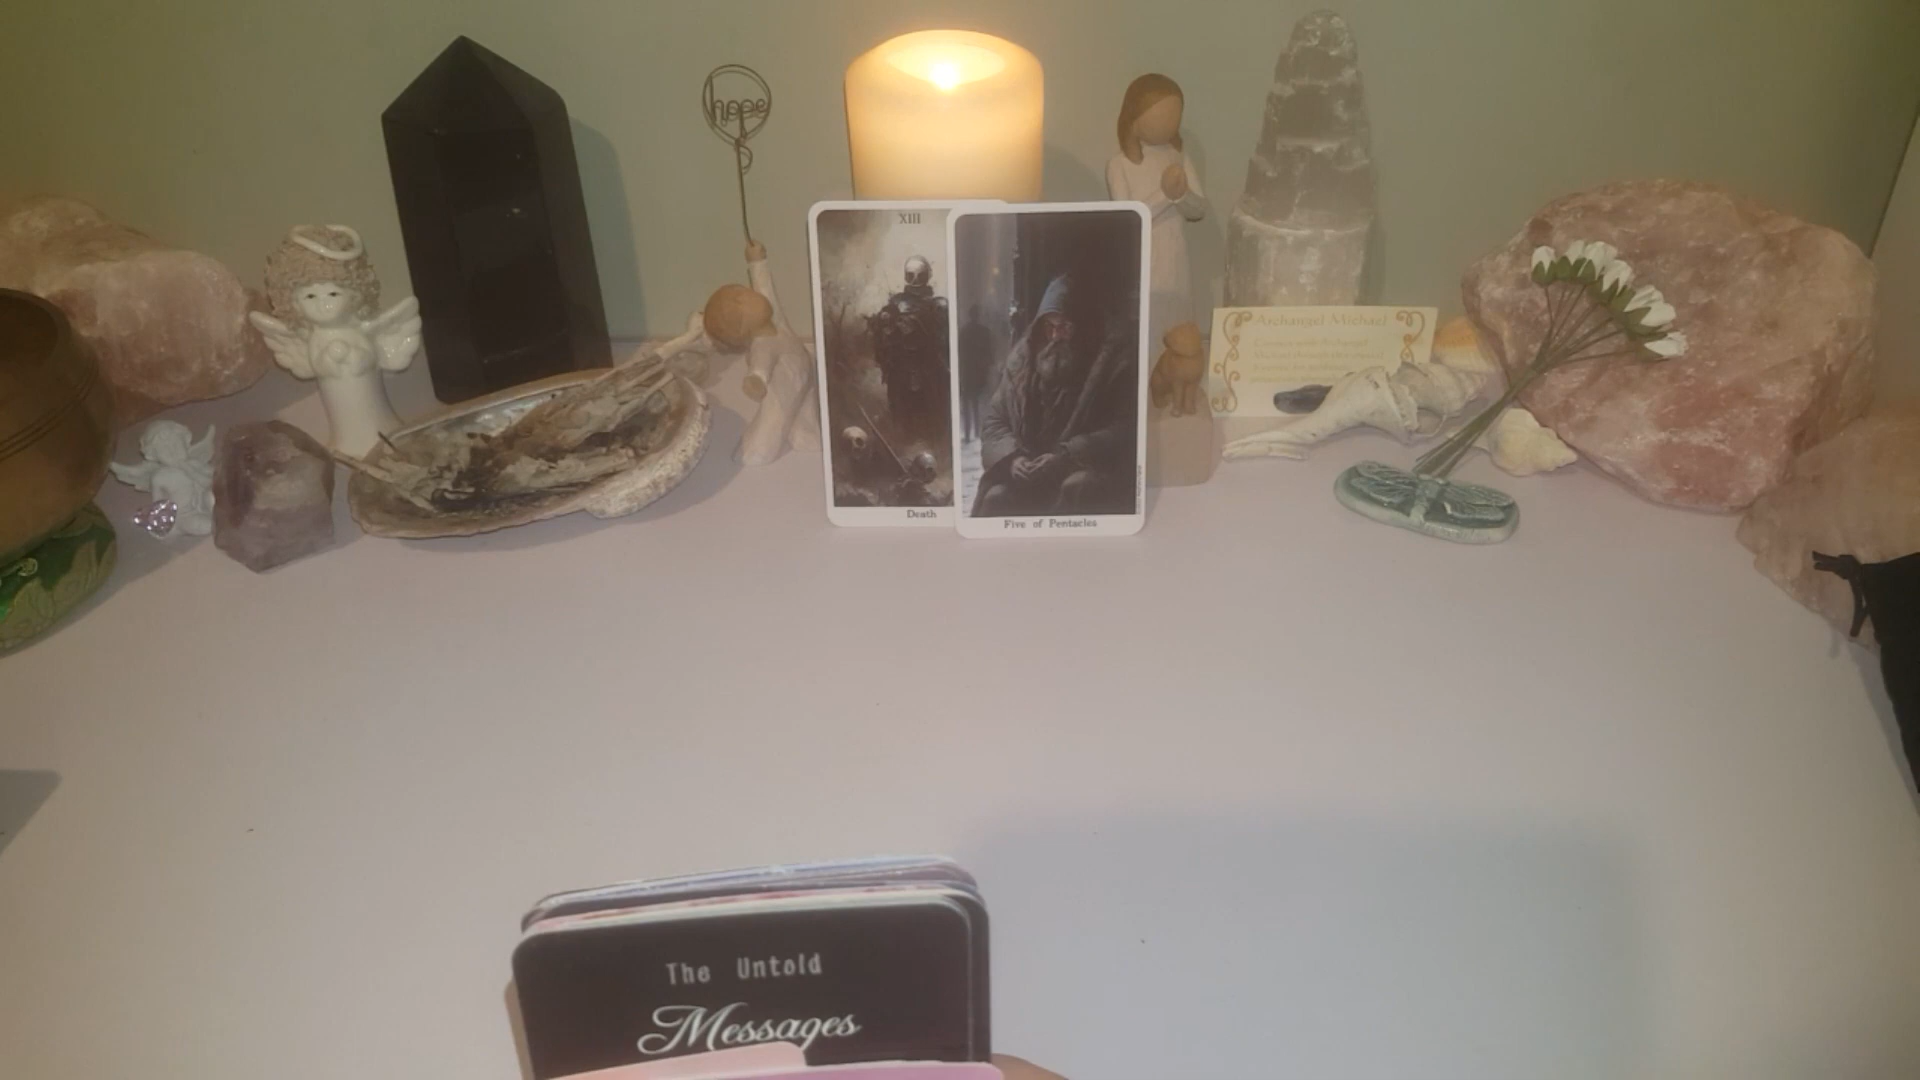 hope
XIII
Death
Five of Pentacles
Archangel Michael
The Untold
Messages